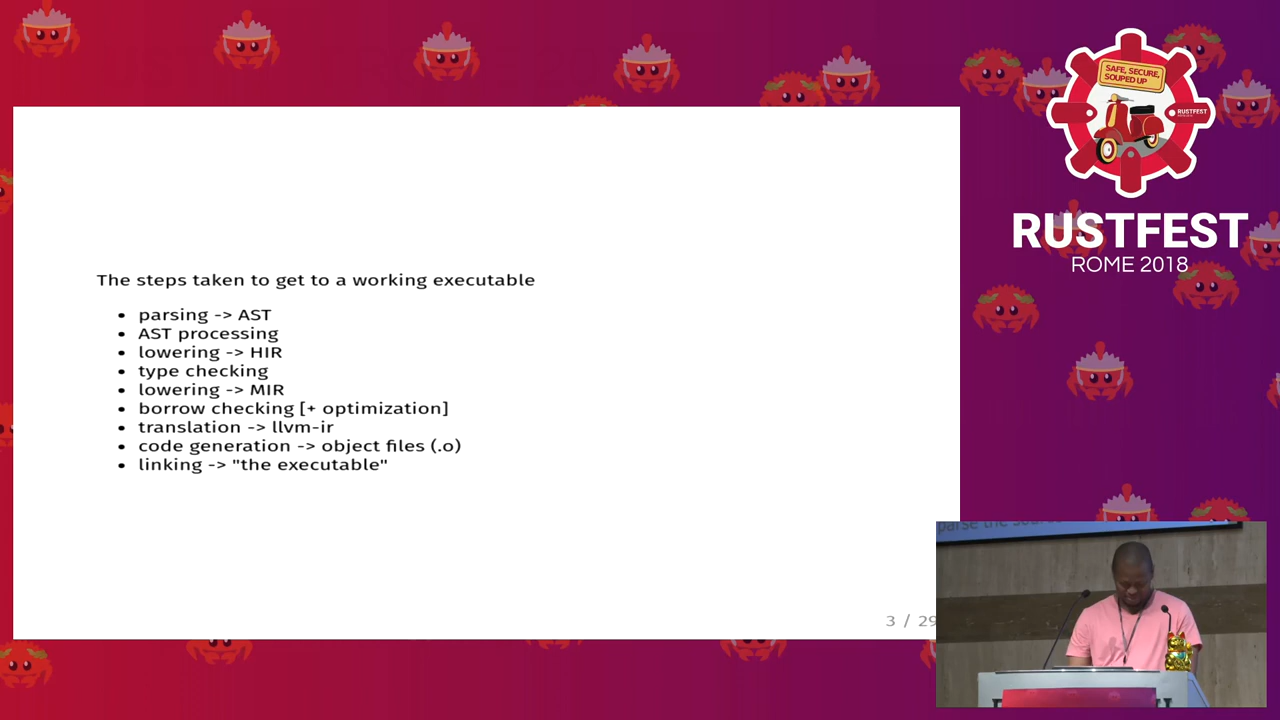 SAFE, SECURE,
SOUPED UP
RUSTFEST
RUSTFEST
ROME 2018
The steps taken to get to a working executable
• parsing -> AST
• AST processing
• lowering -> HIR
• type checking
• lowering -> MIR
• borrow checking [+ optimization]
• translation -> llvm-ir
• code generation -> object files (.o)
• linking -> "the executable"
3 / 29
parse the